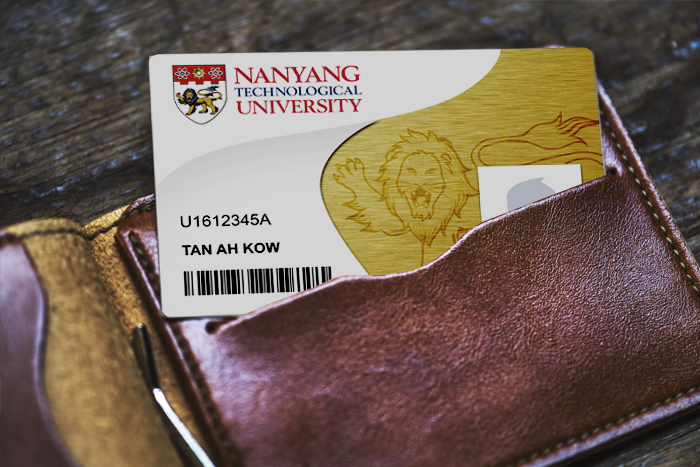 NANYANG
TECHNOLOGICAL
UNIVERSITY
U1612345A
TAN AH KOW